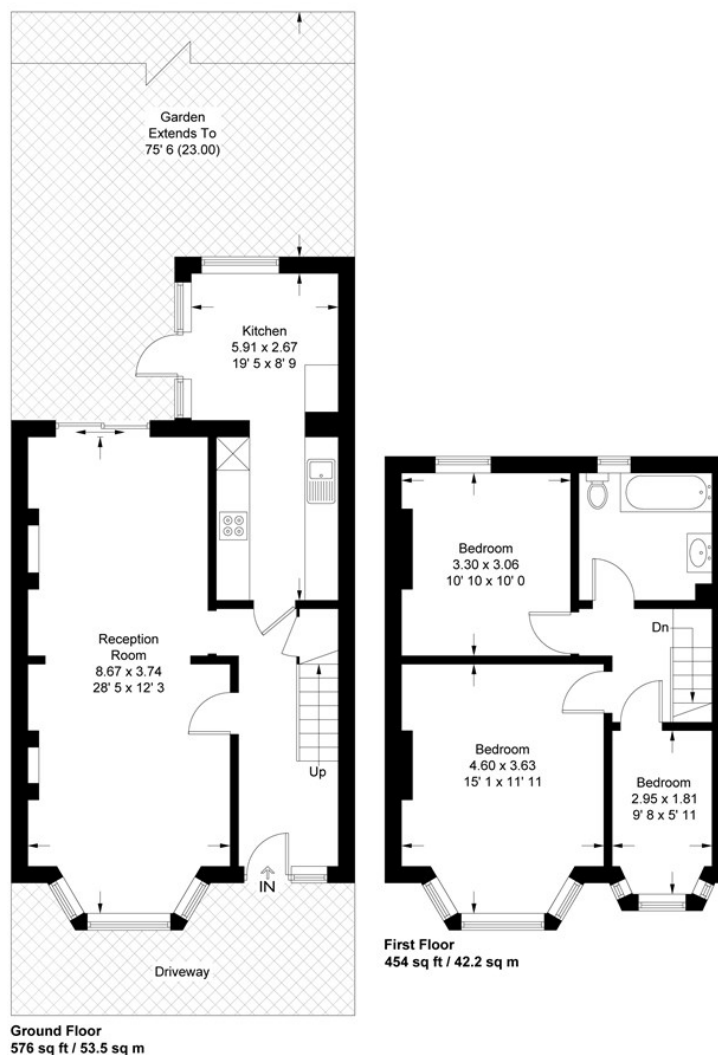 Garden
Extends To
75' 6 (23.00)
Kitchen
5.91 x 2.67
19' 5 x 8' 9
Reception
Room
8.67 x 3.74
28' 5 x 12' 3
Up
IN
Driveway
Ground Floor
576 sq ft / 53.5 sq m
Bedroom
3.30 x 3.06
10' 10 x 10' 0
Dn
Bedroom
4.60 x 3.63
15' 1 x 11' 11
Bedroom
2.95 x 1.81
9' 8 x 5' 11
First Floor
454 sq ft / 42.2 sq m